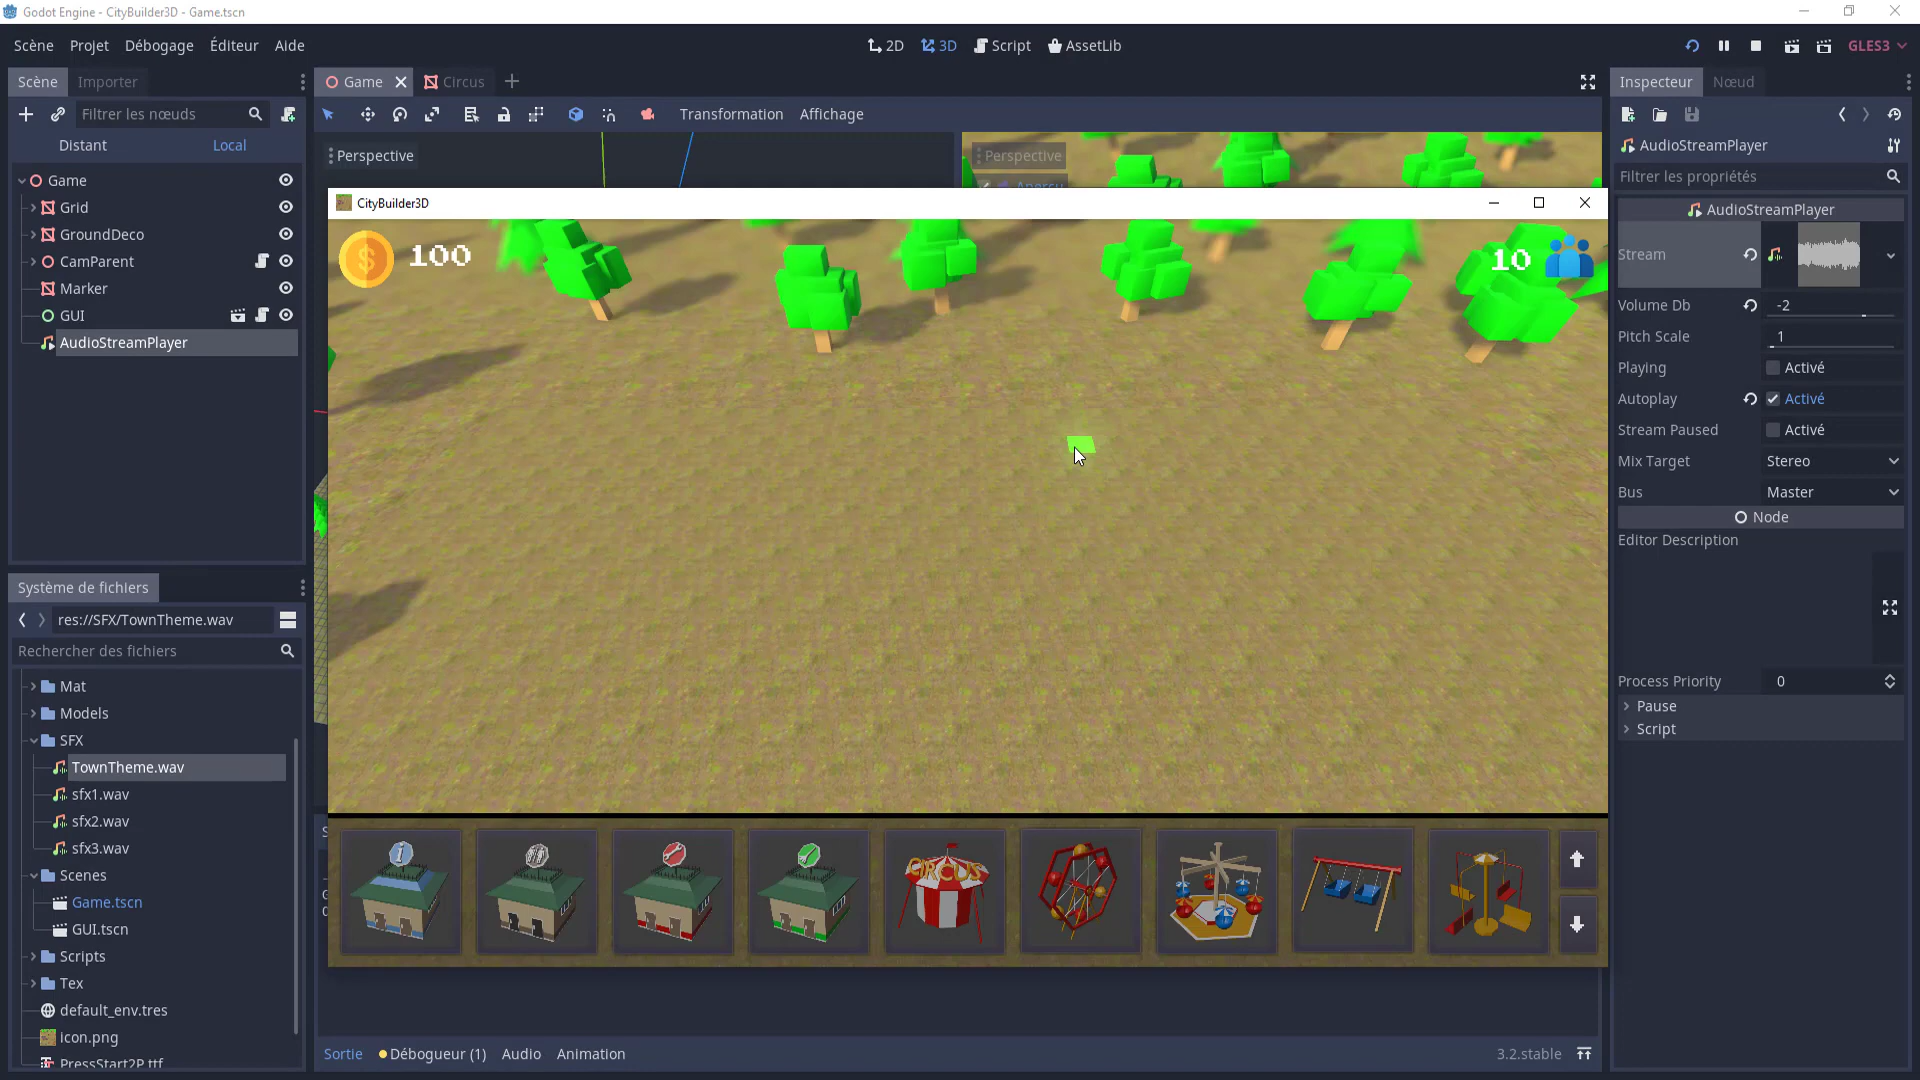 Godot Engine - CityBuilder3D - Game.tscn
Scène Projet Débogage Éditeur Aide
2D 3D Script AssetLib
GLES3
Scène Importer
Game Circus
Inspecteur Nœud
Filtrer les nœuds
Transformation Affichage
Distant Local
Perspective
Perspective
AudioStreamPlayer
Filtrer les propriétés
Game
Grid
GroundDeco
CamParent
Marker
GUI
AudioStreamPlayer
CityBuilder3D
100
10
CIRCUS
AudioStreamPlayer
Stream
Volume Db -2
Pitch Scale 1
Playing Activé
Autoplay Activé
Stream Paused Activé
Mix Target Stereo
Bus Master
Node
Editor Description
Process Priority 0
Pause
Script
Système de fichiers
res://SFX/TownTheme.wav
Rechercher des fichiers
Mat
Models
SFX
TownTheme.wav
sfx1.wav
sfx2.wav
sfx3.wav
Scenes
Game.tscn
GUI.tscn
Scripts
Tex
default_env.tres
icon.png
PressStart2P.ttf
Sortie Débogueur (1) Audio Animation
3.2.stable